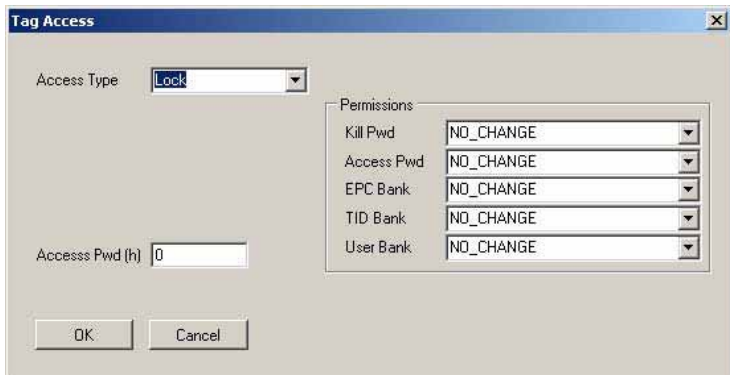 Tag Access
Access Type Lock
Permissions
Kill Pwd NO_CHANGE
Access Pwd NO_CHANGE
EPC Bank NO_CHANGE
TID Bank NO_CHANGE
User Bank NO_CHANGE
Accesss Pwd (h) 0
OK Cancel